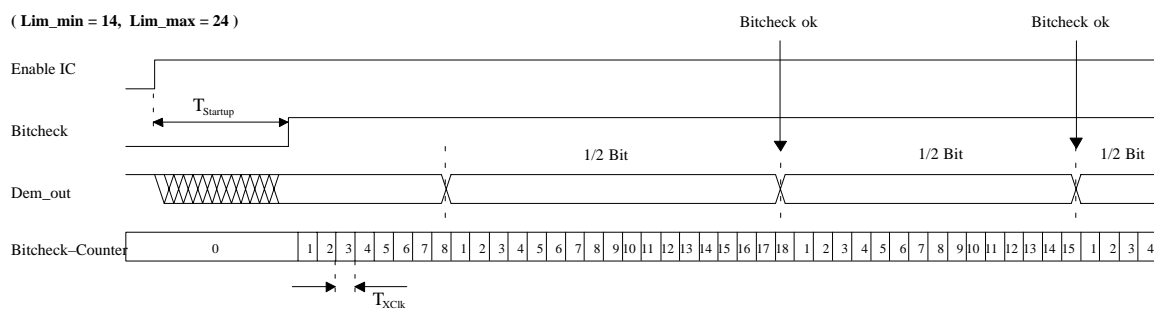 ( Lim_min = 14, Lim_max = 24 )
Bitcheck ok
Bitcheck ok
Enable IC
TStartup
Bitcheck
1/2 Bit
1/2 Bit
1/2 Bit
Dem_out
Bitcheck–Counter 0 1 2 3 4 5 6 7 8 1 2 3 4 5 6 7 8 9 10 11 12 13 14 15 16 17 18 1 2 3 4 5 6 7 8 9 10 11 12 13 14 15 1 2 3 4
TXClk